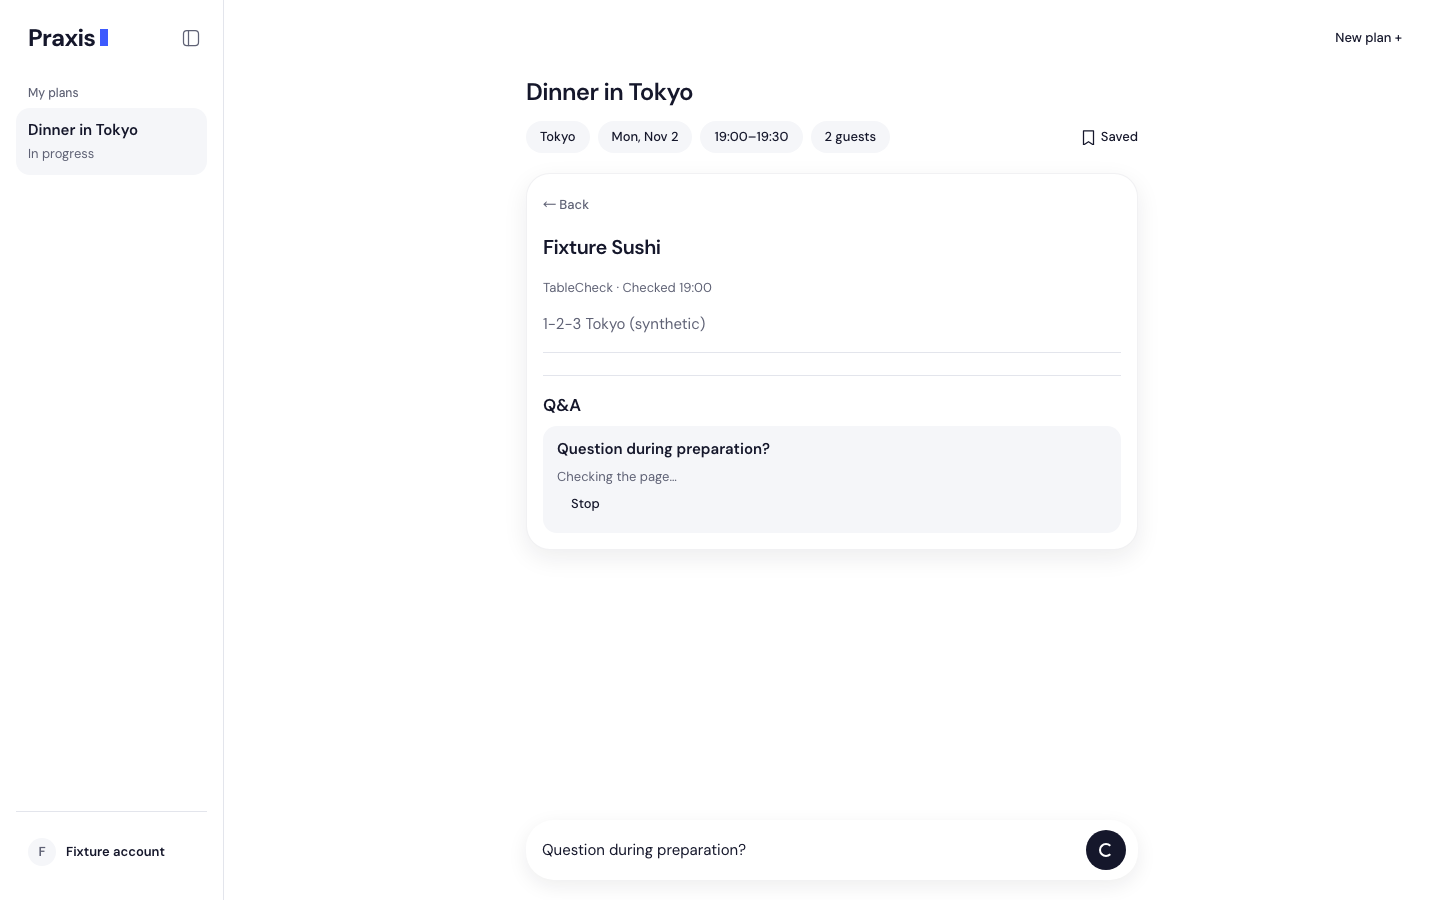 Praxis
New plan +
My plans
Dinner in Tokyo
In progress
Dinner in Tokyo
Tokyo
Mon, Nov 2
19:00–19:30
2 guests
Saved
← Back
Fixture Sushi
TableCheck · Checked 19:00
1-2-3 Tokyo (synthetic)
Q&A
Question during preparation?
Checking the page…
Stop
F Fixture account
Question during preparation?